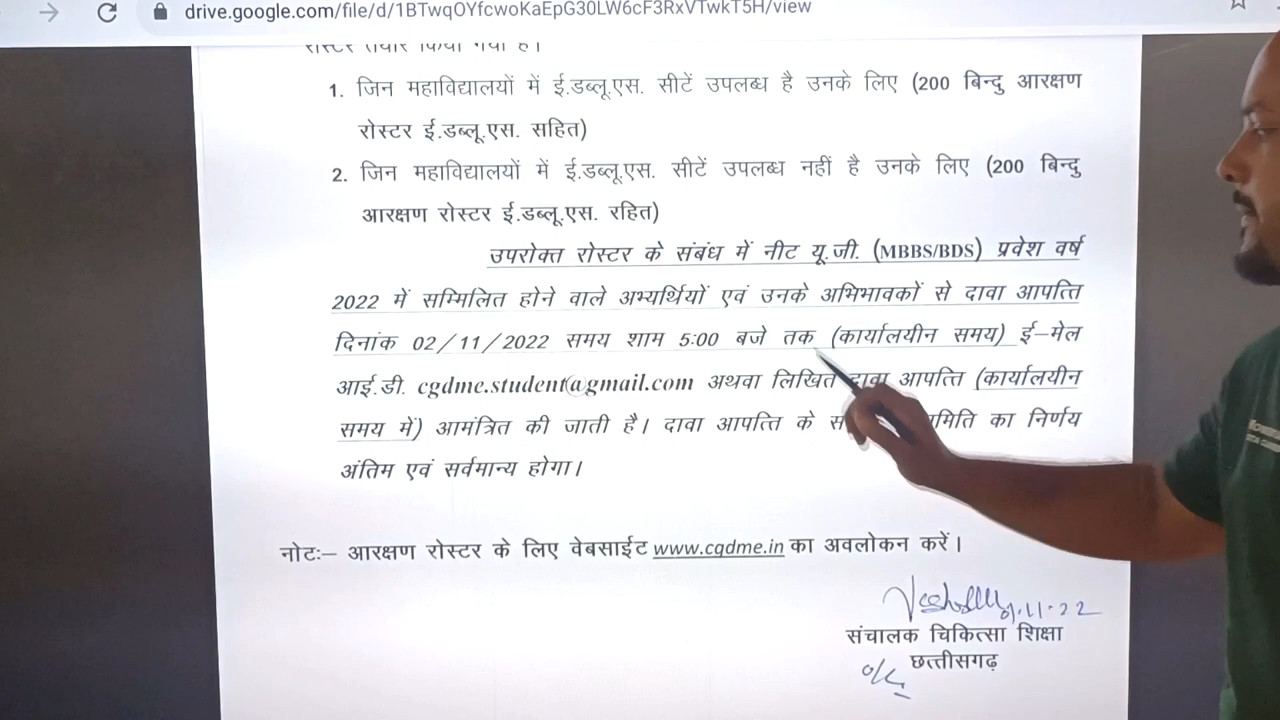 drive.google.com/file/d/1BTwqOYfcwoKaEpG30LW6cF3RxVTwkT5H/view
रोस्टर तैयार किया गया है।
1. जिन महाविद्यालयों में ई.डब्लू.एस. सीटें उपलब्ध है उनके लिए (200 बिन्दु आरक्षण
रोस्टर ई.डब्लू.एस. सहित)
2. जिन महाविद्यालयों में ई.डब्लू.एस. सीटें उपलब्ध नहीं है उनके लिए (200 बिन्दु
आरक्षण रोस्टर ई.डब्लू.एस. रहित)
उपरोक्त रोस्टर के संबंध में नीट यू.जी. (MBBS/BDS) प्रवेश वर्ष
2022 में सम्मिलित होने वाले अभ्यर्थियों एवं उनके अभिभावकों से दावा आपत्ति
दिनांक 02/11/2022 समय शाम 5:00 बजे तक (कार्यालयीन समय) ई–मेल
आई.डी. cgdme.student@gmail.com अथवा लिखित दावा आपत्ति (कार्यालयीन
समय में) आमंत्रित की जाती है। दावा आपत्ति के का निर्णय
अंतिम एवं सर्वमान्य होगा।
नोटः– आरक्षण रोस्टर के लिए वेबसाईट www.cgdme.in का अवलोकन करें।
संचालक चिकित्सा शिक्षा
छत्तीसगढ़